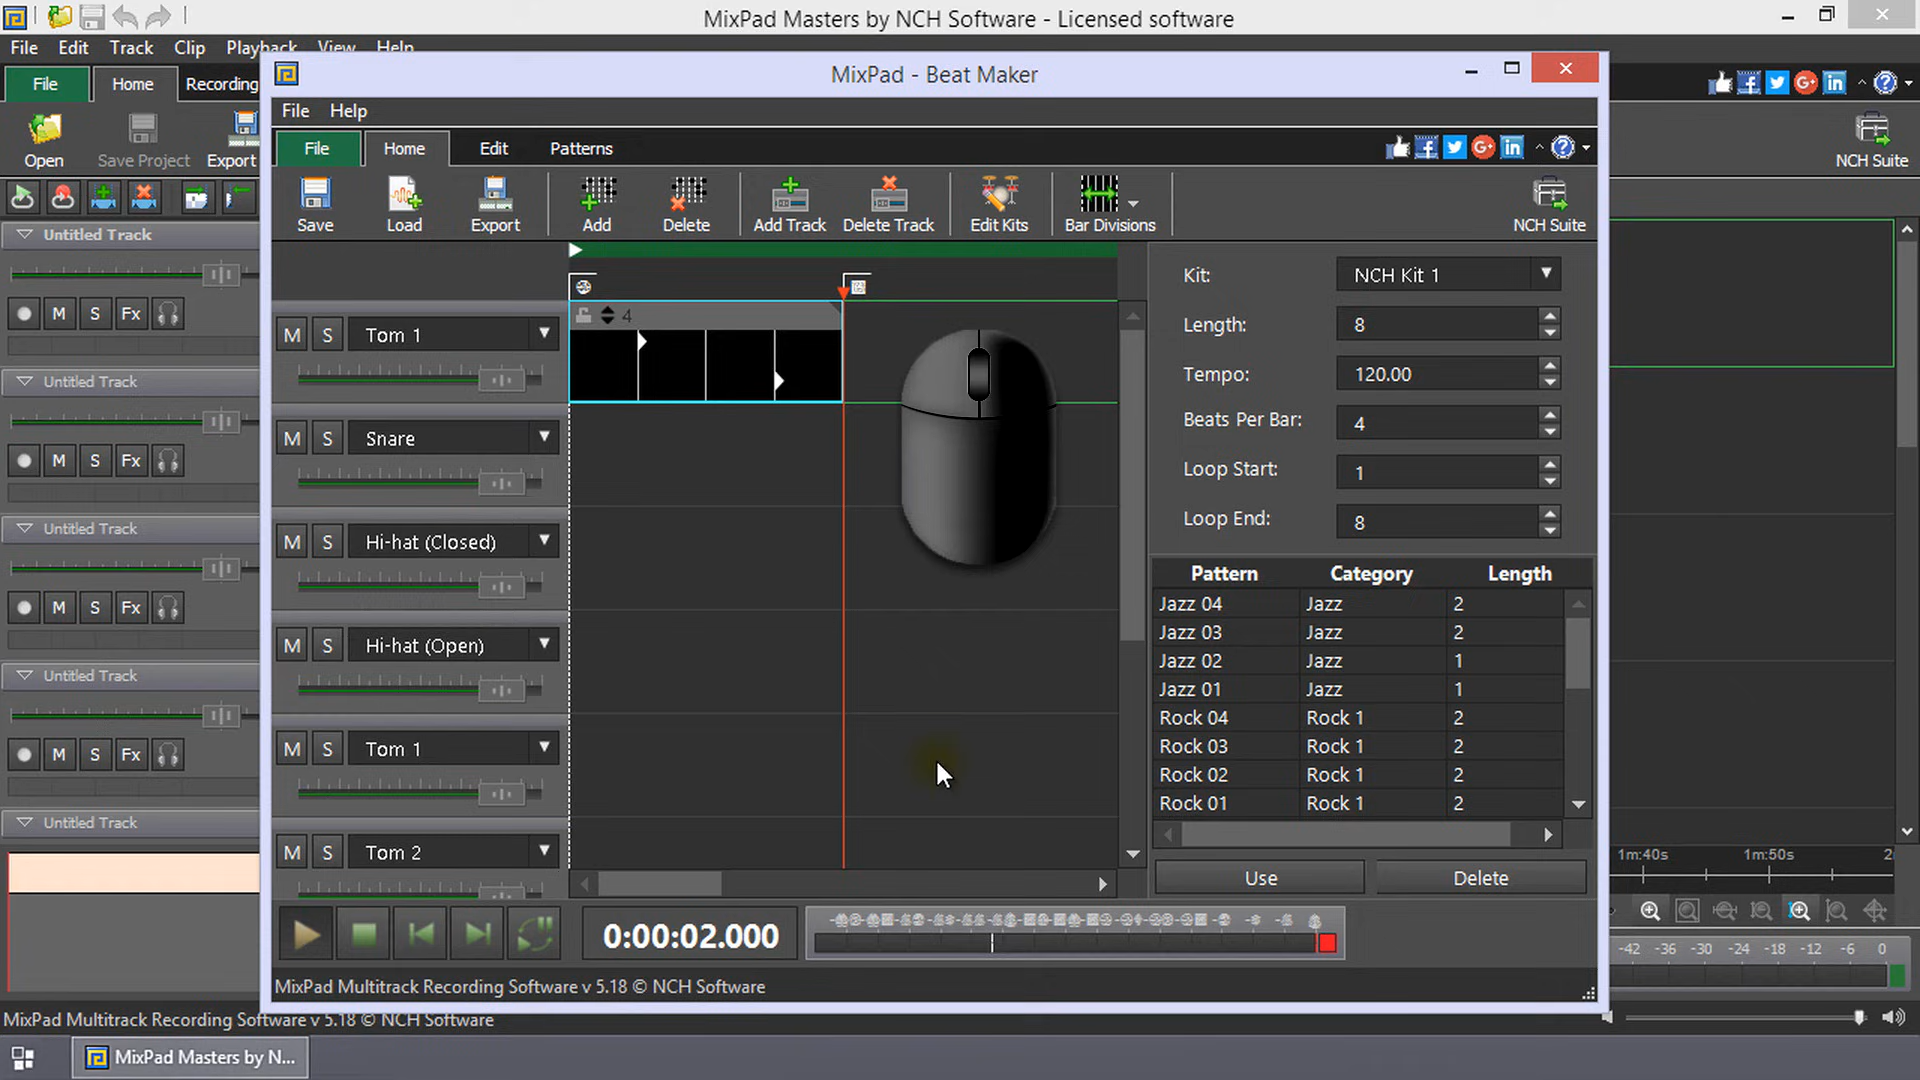 MixPad Masters by NCH Software - Licensed software
File Edit Track Clip Playback View Help
File Home Recording
Open Save Project Export
NCH Suite
Untitled Track
M S Fx
Untitled Track
M S Fx
Untitled Track
M S Fx
Untitled Track
M S Fx
Untitled Track
MixPad - Beat Maker
File Help
File Home Edit Patterns
Save Load Export Add Delete Add Track Delete Track Edit Kits Bar Divisions NCH Suite
4
M S Tom 1
M S Snare
M S Hi-hat (Closed)
M S Hi-hat (Open)
M S Tom 1
M S Tom 2
Kit: NCH Kit 1
Length: 8
Tempo: 120.00
Beats Per Bar: 4
Loop Start: 1
Loop End: 8
Pattern Category Length
Jazz 04 Jazz 2
Jazz 03 Jazz 2
Jazz 02 Jazz 1
Jazz 01 Jazz 1
Rock 04 Rock 1 2
Rock 03 Rock 1 2
Rock 02 Rock 1 2
Rock 01 Rock 1 2
Use Delete
0:00:02.000
MixPad Multitrack Recording Software v 5.18 © NCH Software
1m:40s 1m:50s 2
-42 -36 -30 -24 -18 -12 -6 0
MixPad Multitrack Recording Software v 5.18 © NCH Software
MixPad Masters by N...